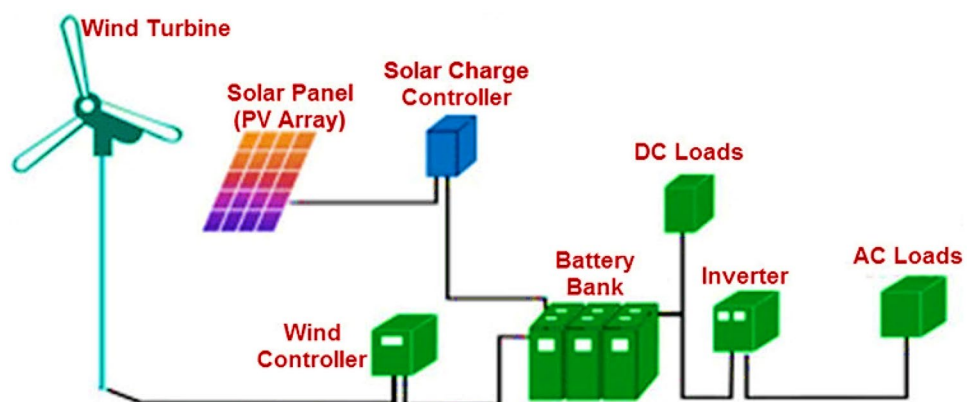 Wind Turbine
Solar Panel
(PV Array)
Solar Charge
Controller
DC Loads
Battery
Bank
Inverter
AC Loads
Wind
Controller